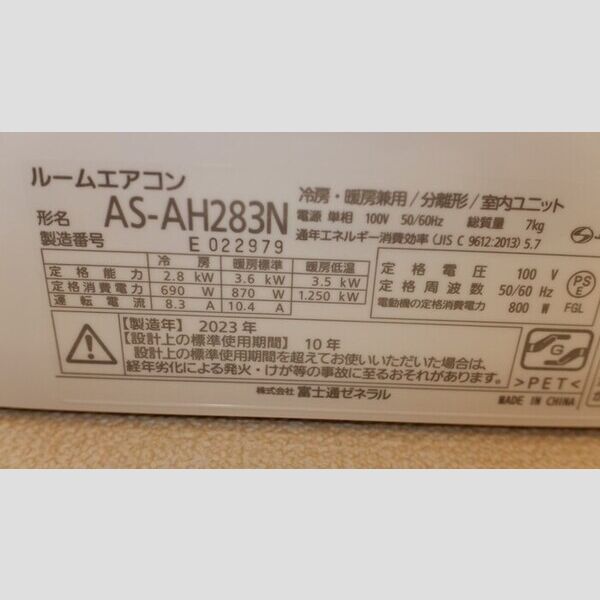 ルームエアコン
冷房・暖房兼用/分離形/室内ユニット
形名 AS-AH283N
電源 単相 100V 50/60Hz 総質量 7kg
製造番号 E 022979
通年エネルギー消費効率 (JIS C 9612:2013) 5.7
冷房 暖房標準 暖房低温
定格能力 2.8 kW 3.6 kW 3.5 kW
定格消費電力 690 W 870 W 1.250 kW
運転電流 8.3 A 10.4 A
定格電圧 100 V
定格周波数 50/60 Hz
電動機の定格消費電力 800 W
PS
E
FGL
【製造年】2023 年
【設計上の標準使用期間】 10 年
設計上の標準使用期間を超えてお使いいただいた場合は、
経年劣化による発火・けが等の事故に至るおそれがあります。
G
>PET<
株式会社 富士通ゼネラル
MADE IN CHINA